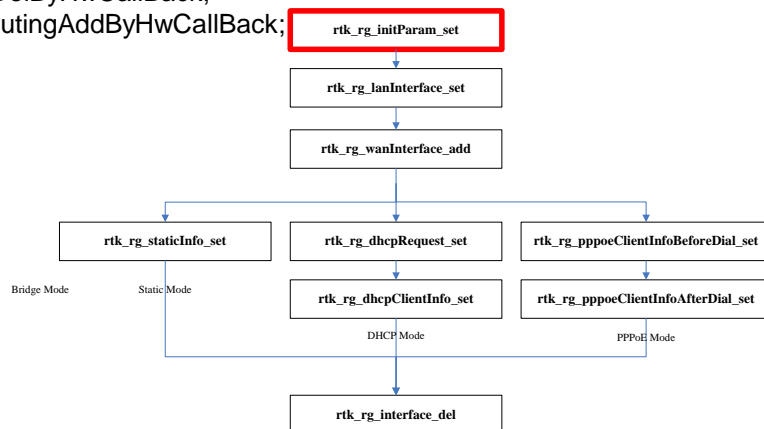 utingAddByHwCallBack;
rtk_rg_initParam_set
rtk_rg_lanInterface_set
rtk_rg_wanInterface_add
rtk_rg_staticInfo_set
rtk_rg_dhcpRequest_set
rtk_rg_pppoeClientInfoBeforeDial_set
Bridge Mode
Static Mode
rtk_rg_dhcpClientInfo_set
rtk_rg_pppoeClientInfoAfterDial_set
DHCP Mode
PPPoE Mode
rtk_rg_interface_del